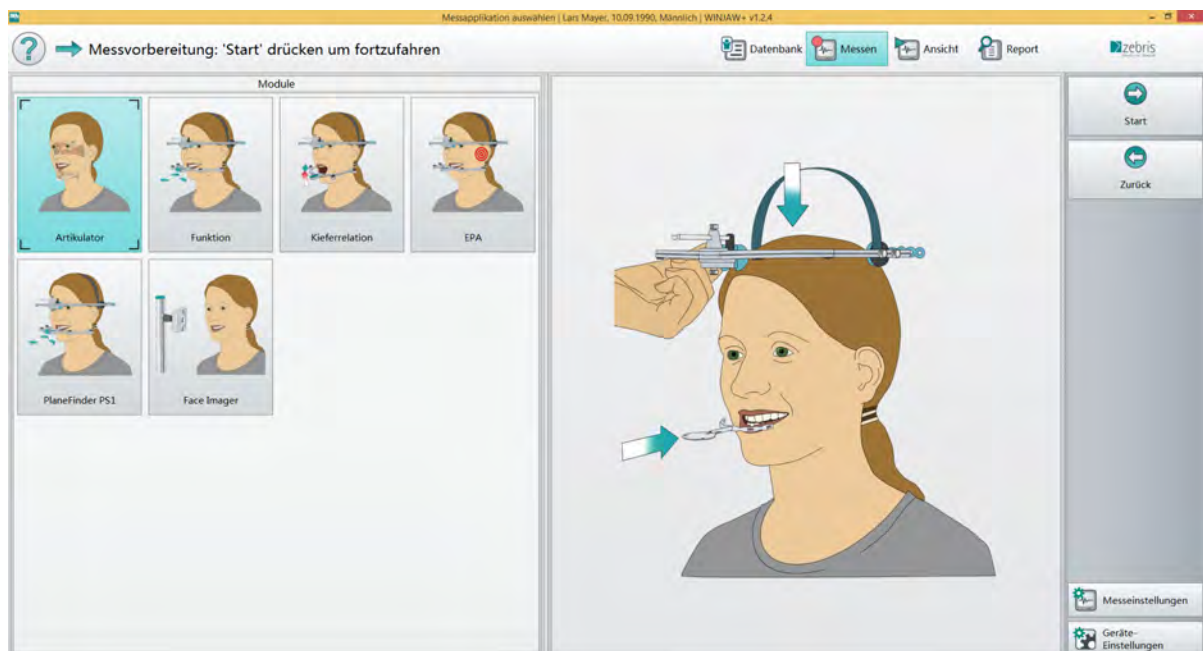 Messapplikation auswählen | Lars Mayer, 10.09.1990, Männlich | WINJAW+ v1.2.4
? Messvorbereitung: 'Start' drücken um fortzufahren
Datenbank Messen Ansicht Report zebris
Module
Artikulator Funktion Kieferrelation EPA
PlaneFinder PS1 Face Imager
Start
Zurück
Messeinstellungen
Geräte-
Einstellungen